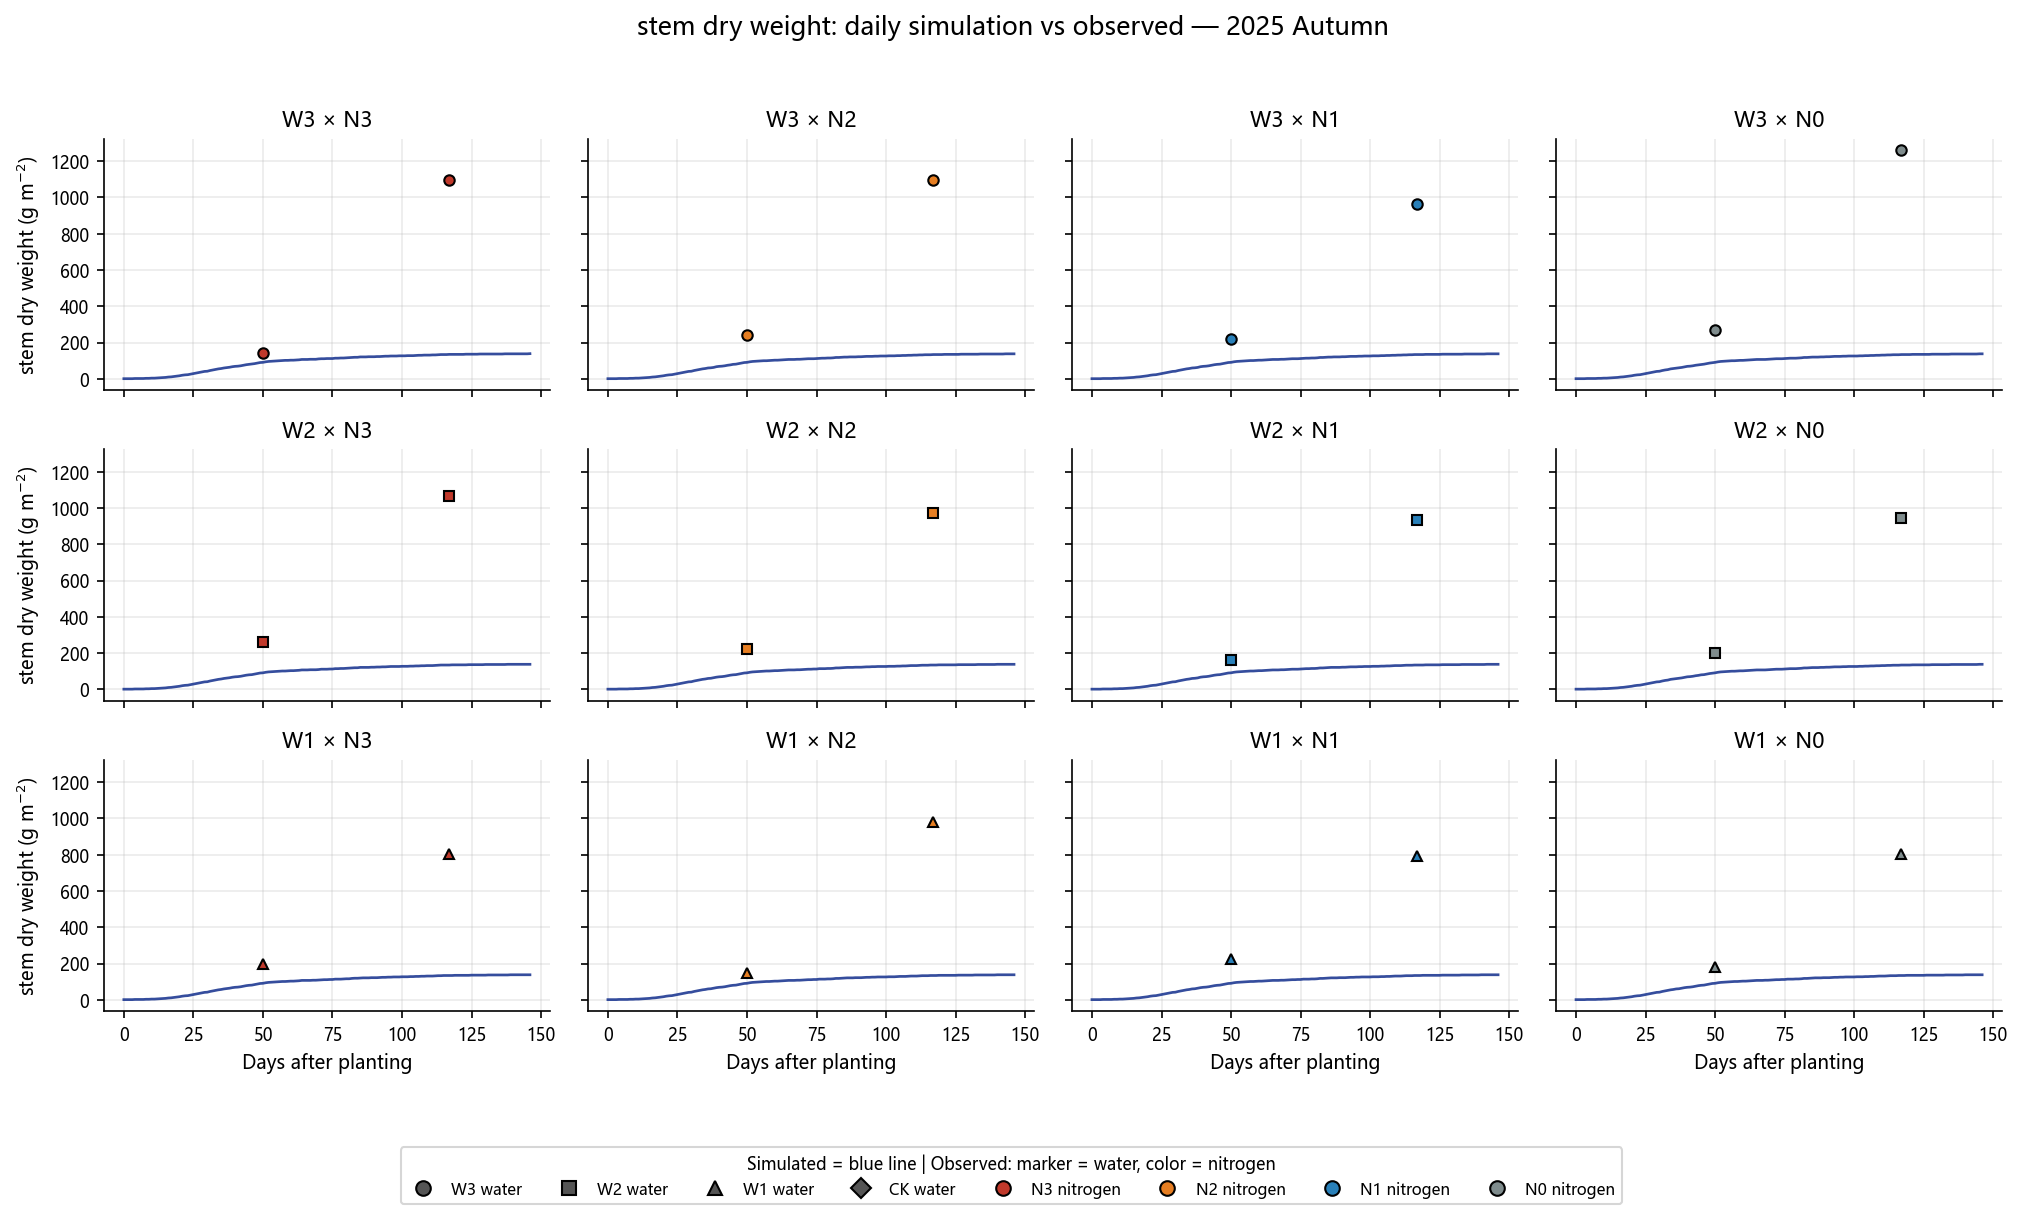 stem dry weight: daily simulation vs observed — 2025 Autumn
W3 × N3
W3 × N2
W3 × N1
W3 × N0
stem dry weight (g m⁻²)
1200
1000
800
600
400
200
0
W2 × N3
W2 × N2
W2 × N1
W2 × N0
stem dry weight (g m⁻²)
1200
1000
800
600
400
200
0
W1 × N3
W1 × N2
W1 × N1
W1 × N0
stem dry weight (g m⁻²)
1200
1000
800
600
400
200
0
0 25 50 75 100 125 150
0 25 50 75 100 125 150
0 25 50 75 100 125 150
0 25 50 75 100 125 150
Days after planting
Days after planting
Days after planting
Days after planting
Simulated = blue line | Observed: marker = water, color = nitrogen
W3 water W2 water W1 water CK water N3 nitrogen N2 nitrogen N1 nitrogen N0 nitrogen